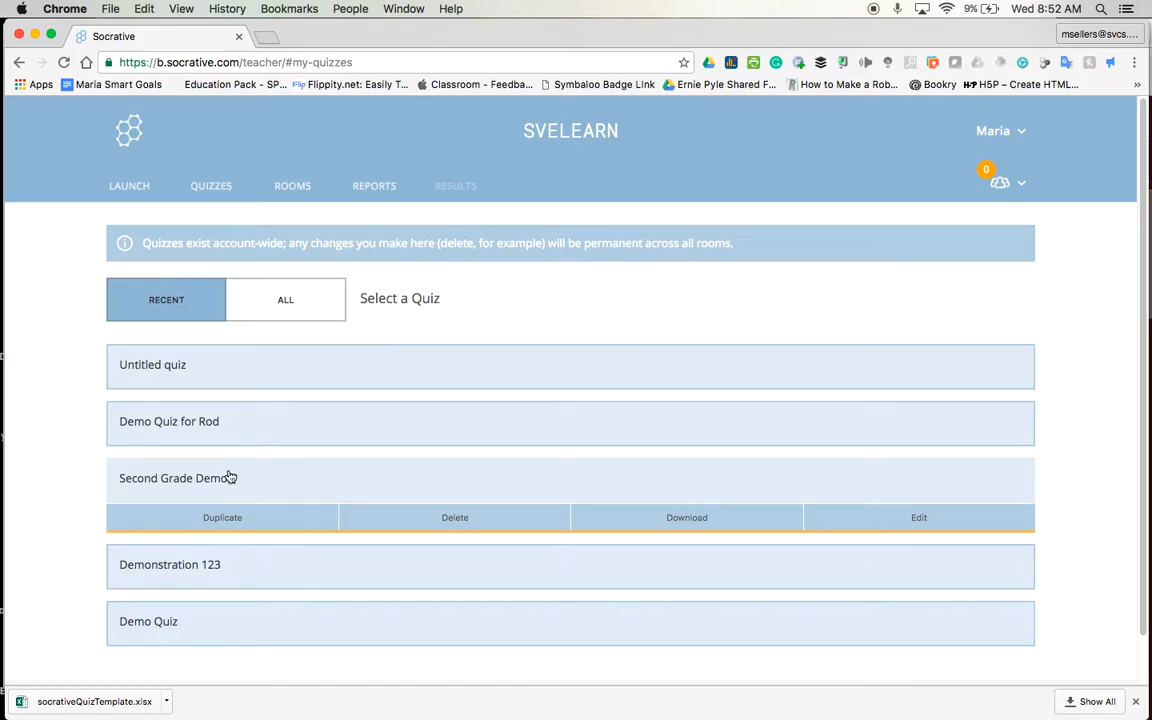 Chrome File Edit View History Bookmarks People Window Help 9% Wed 8:52 AM
Socrative msellers@svcs....
https://b.socrative.com/teacher/#my-quizzes
Apps Maria Smart Goals Education Pack - SP... Flip Flippity.net: Easily T... Classroom - Feedba... Symbaloo Badge LInk Ernie Pyle Shared F... How to Make a Rob... Bookry H5P H5P – Create HTML... »
SVELEARN Maria
0
LAUNCH QUIZZES ROOMS REPORTS RESULTS
Quizzes exist account-wide; any changes you make here (delete, for example) will be permanent across all rooms.
RECENT ALL Select a Quiz
Untitled quiz
Demo Quiz for Rod
Second Grade Demo
Duplicate Delete Download Edit
Demonstration 123
Demo Quiz
socrativeQuizTemplate.xlsx Show All